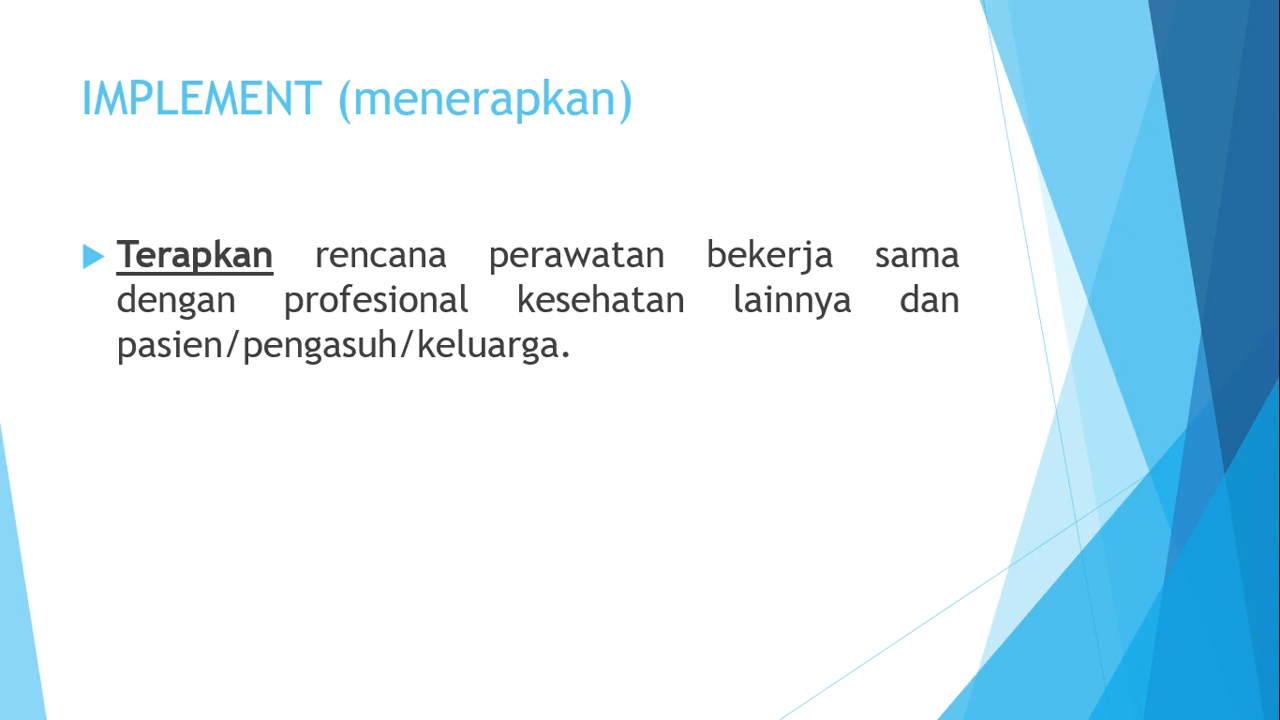 IMPLEMENT (menerapkan)
Terapkan rencana perawatan bekerja sama
dengan profesional kesehatan lainnya dan
pasien/pengasuh/keluarga.